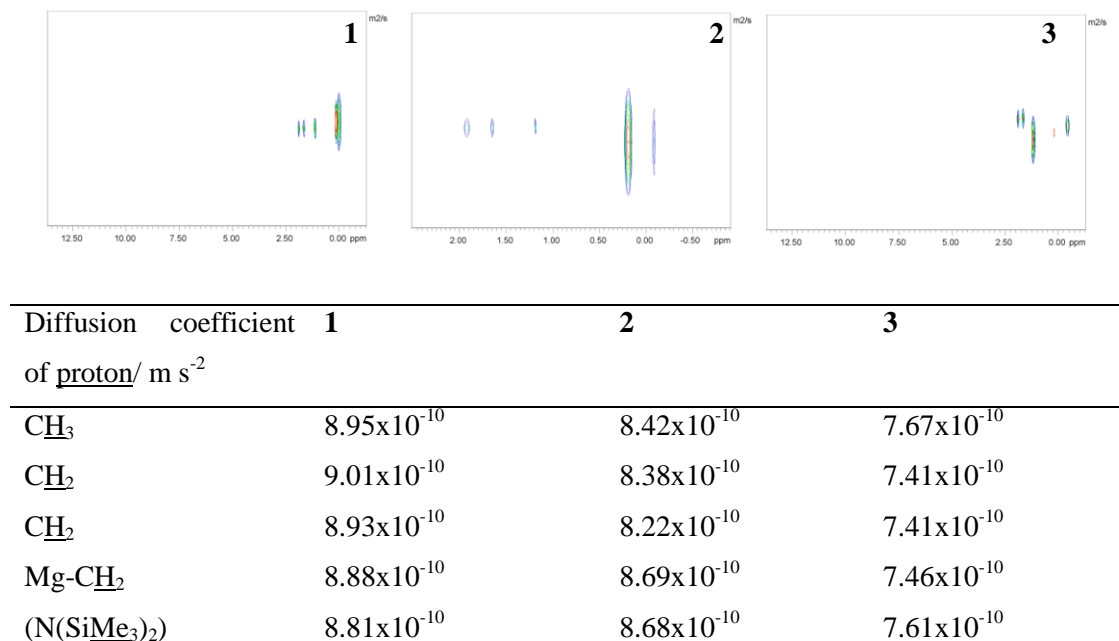 1 m2/s
12.50 10.00 7.50 5.00 2.50 0.00 ppm
2 m2/s
2.00 1.50 1.00 0.50 0.00 -0.50 ppm
3 m2/s
12.50 10.00 7.50 5.00 2.50 0.00 ppm
Diffusion coefficient 1 2 3
of proton/ m s-2
CH3 8.95x10-10 8.42x10-10 7.67x10-10
CH2 9.01x10-10 8.38x10-10 7.41x10-10
CH2 8.93x10-10 8.22x10-10 7.41x10-10
Mg-CH2 8.88x10-10 8.69x10-10 7.46x10-10
(N(SiMe3)2) 8.81x10-10 8.68x10-10 7.61x10-10